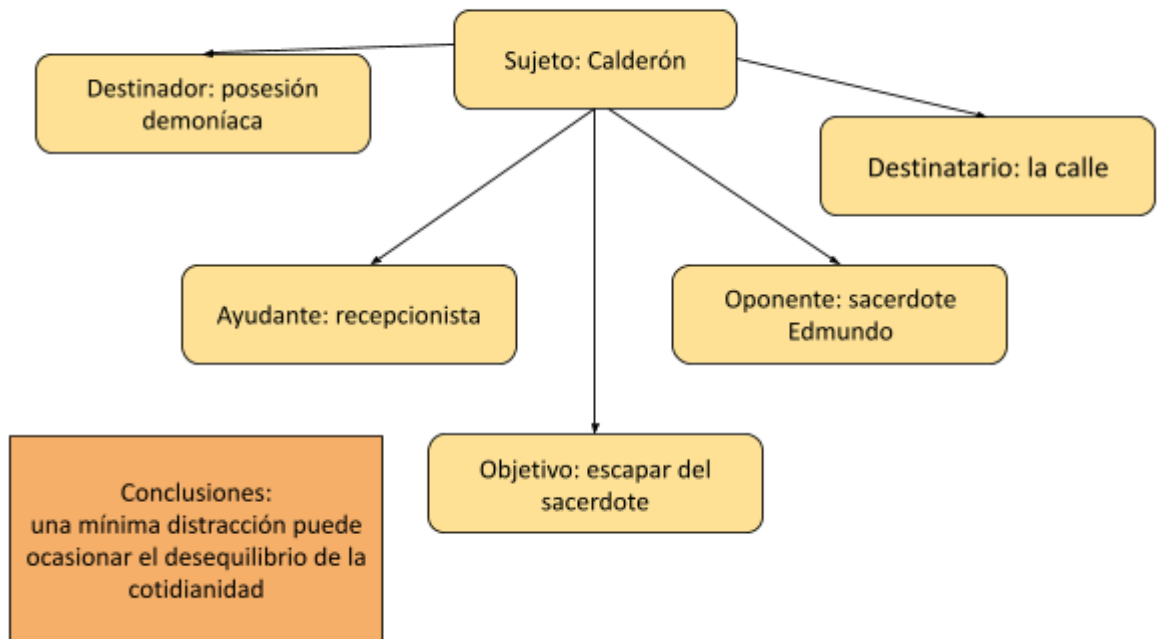 Sujeto: Calderón
Destinador: posesión
demoníaca
Destinatario: la calle
Ayudante: recepcionista
Oponente: sacerdote
Edmundo
Objetivo: escapar del
sacerdote
Conclusiones:
una mínima distracción puede
ocasionar el desequilibrio de la
cotidianidad